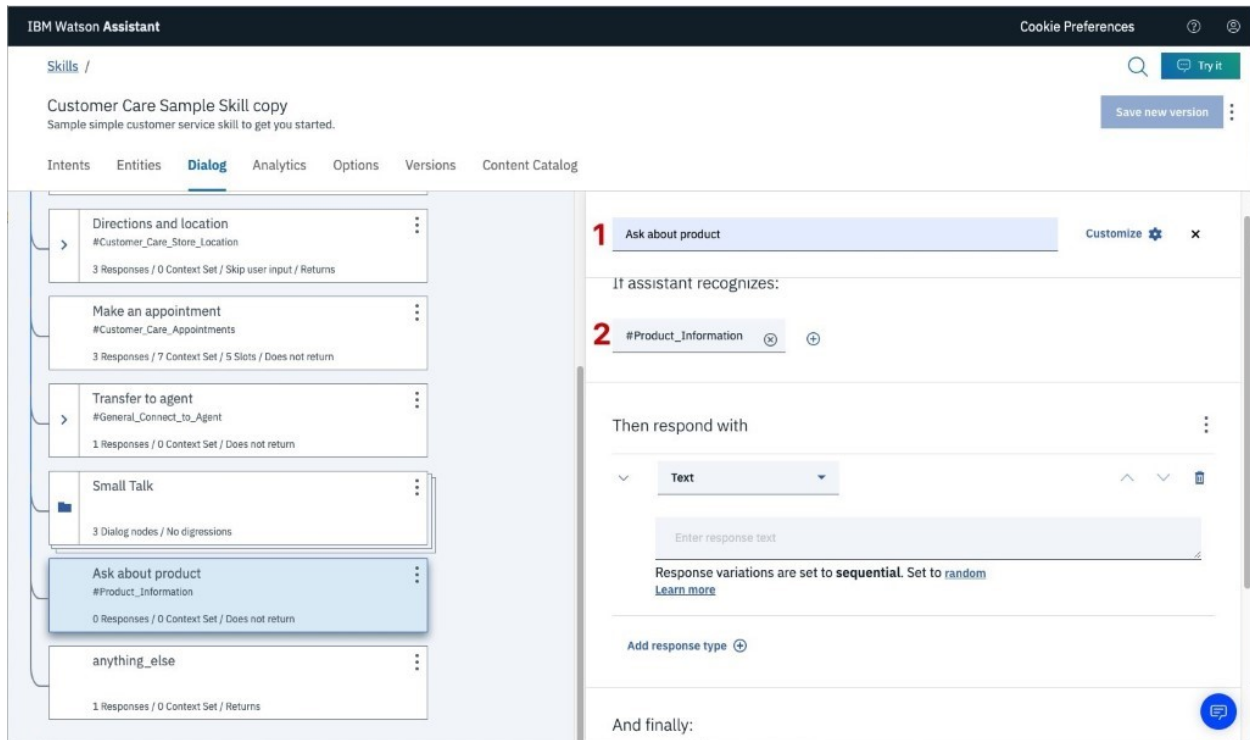 IBM Watson Assistant
Cookie Preferences
Skills /
Try it
Customer Care Sample Skill copy
Sample simple customer service skill to get you started.
Save new version
Intents Entities Dialog Analytics Options Versions Content Catalog
Directions and location
#Customer_Care_Store_Location
3 Responses / 0 Context Set / Skip user input / Returns
Make an appointment
#Customer_Care_Appointments
3 Responses / 7 Context Set / 5 Slots / Does not return
Transfer to agent
#General_Connect_to_Agent
1 Responses / 0 Context Set / Does not return
Small Talk
3 Dialog nodes / No digressions
Ask about product
#Product_Information
0 Responses / 0 Context Set / Does not return
anything_else
1 Responses / 0 Context Set / Returns
1 Ask about product
Customize
If assistant recognizes:
2 #Product_Information
Then respond with
Text
Enter response text
Response variations are set to sequential. Set to random
Learn more
Add response type
And finally: